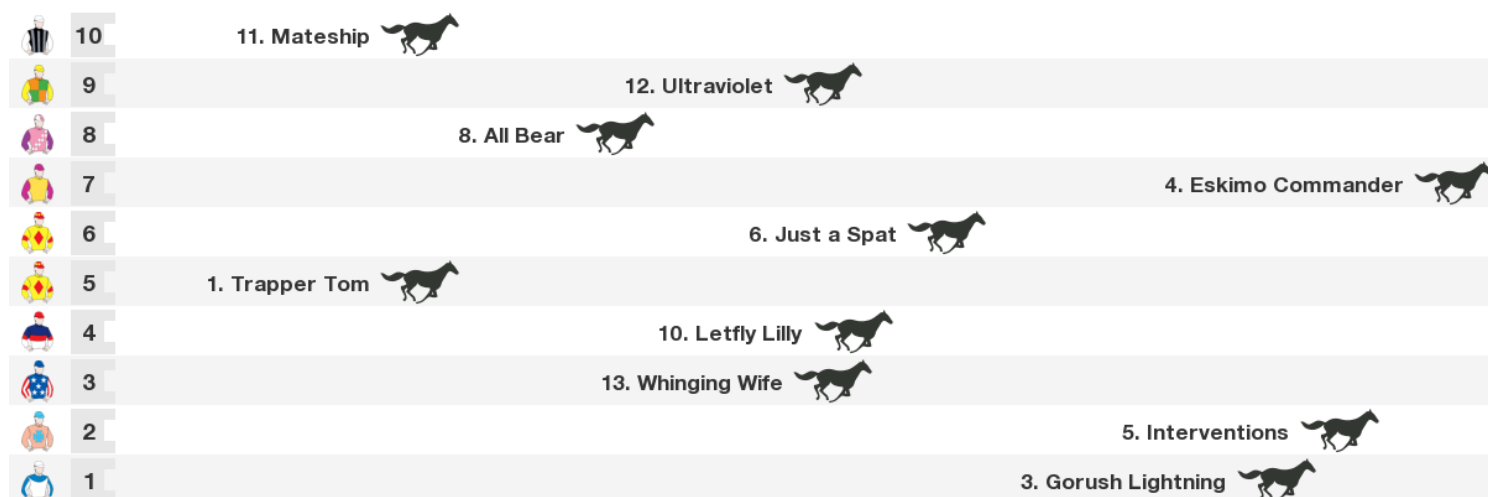 10 11. Mateship
9 12. Ultraviolet
8 8. All Bear
7 4. Eskimo Commander
6 6. Just a Spat
5 1. Trapper Tom
4 10. Letfly Lilly
3 13. Whinging Wife
2 5. Interventions
1 3. Gorush Lightning